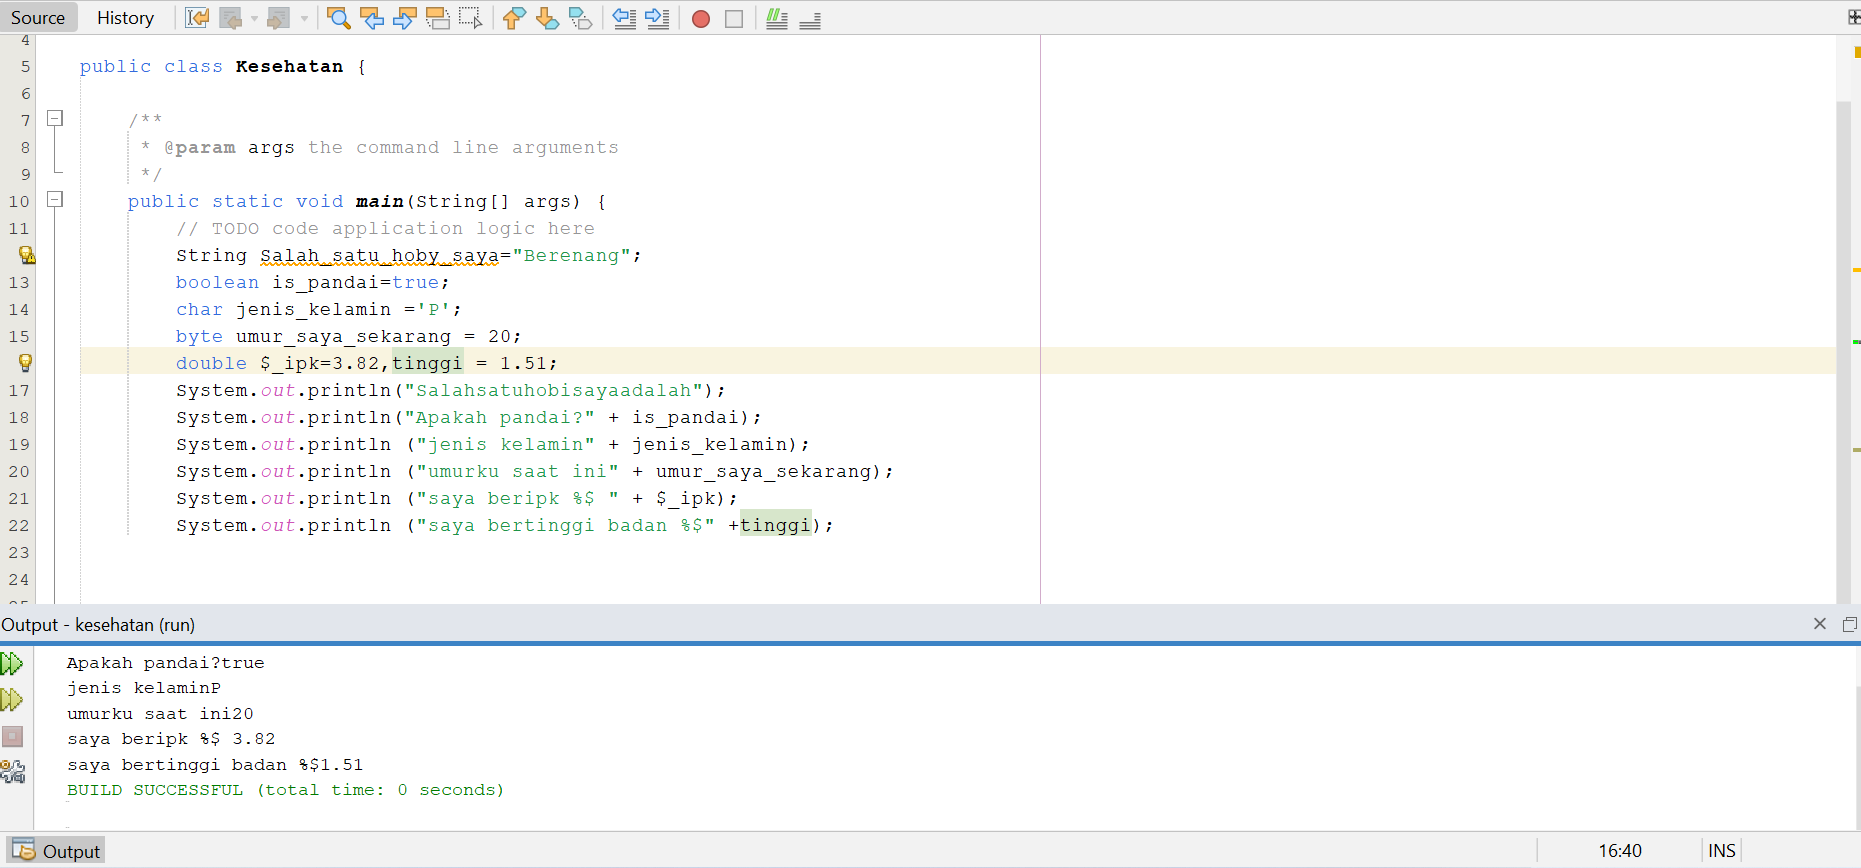 Source History
4
5 public class Kesehatan {
6
7 /**
8 * @param args the command line arguments
9 */
10 public static void main(String[] args) {
11 // TODO code application logic here
String Salah_satu_hoby_saya="Berenang";
13 boolean is_pandai=true;
14 char jenis_kelamin ='P';
15 byte umur_saya_sekarang = 20;
double $_ipk=3.82,tinggi = 1.51;
17 System.out.println("Salahsatuhobisayaadalah");
18 System.out.println("Apakah pandai?" + is_pandai);
19 System.out.println ("jenis kelamin" + jenis_kelamin);
20 System.out.println ("umurku saat ini" + umur_saya_sekarang);
21 System.out.println ("saya beripk %$ " + $_ipk);
22 System.out.println ("saya bertinggi badan %$" +tinggi);
23
24
Output - kesehatan (run)
Apakah pandai?true
jenis kelaminP
umurku saat ini20
saya beripk %$ 3.82
saya bertinggi badan %$1.51
BUILD SUCCESSFUL (total time: 0 seconds)
Output 16:40 INS